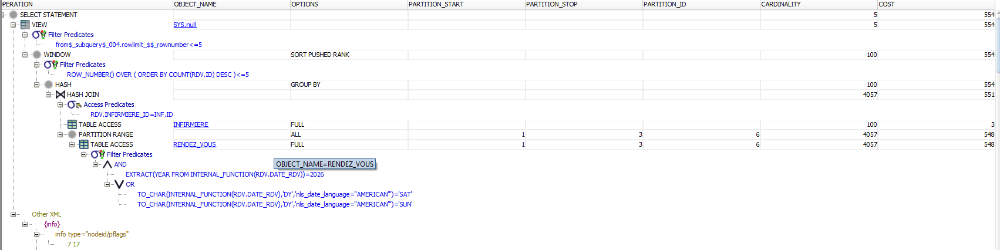 OPERATION OBJECT_NAME OPTIONS PARTITION_START PARTITION_STOP PARTITION_ID CARDINALITY COST
SELECT STATEMENT 5 554
VIEW SYS.null 5 554
Filter Predicates
from$_subquery$_004.rowlimit_$$_rownumber<=5
WINDOW SORT PUSHED RANK 100 554
Filter Predicates
ROW_NUMBER() OVER ( ORDER BY COUNT(RDV.ID) DESC )<=5
HASH GROUP BY 100 554
HASH JOIN 4057 551
Access Predicates
RDV.INFIRMIERE_ID=INF.ID
TABLE ACCESS INFIRMIERE FULL 100 3
PARTITION RANGE ALL 1 3 6 4057 548
TABLE ACCESS RENDEZ_VOUS FULL 1 3 6 4057 548
Filter Predicates
AND OBJECT_NAME=RENDEZ_VOUS
EXTRACT(YEAR FROM INTERNAL_FUNCTION(RDV.DATE_RDV))=2026
OR
TO_CHAR(INTERNAL_FUNCTION(RDV.DATE_RDV),'DY','nls_date_language="AMERICAN"')='SAT'
TO_CHAR(INTERNAL_FUNCTION(RDV.DATE_RDV),'DY','nls_date_language="AMERICAN"')='SUN'
Other XML
{info}
info type="nodeid/pflags"
7 17